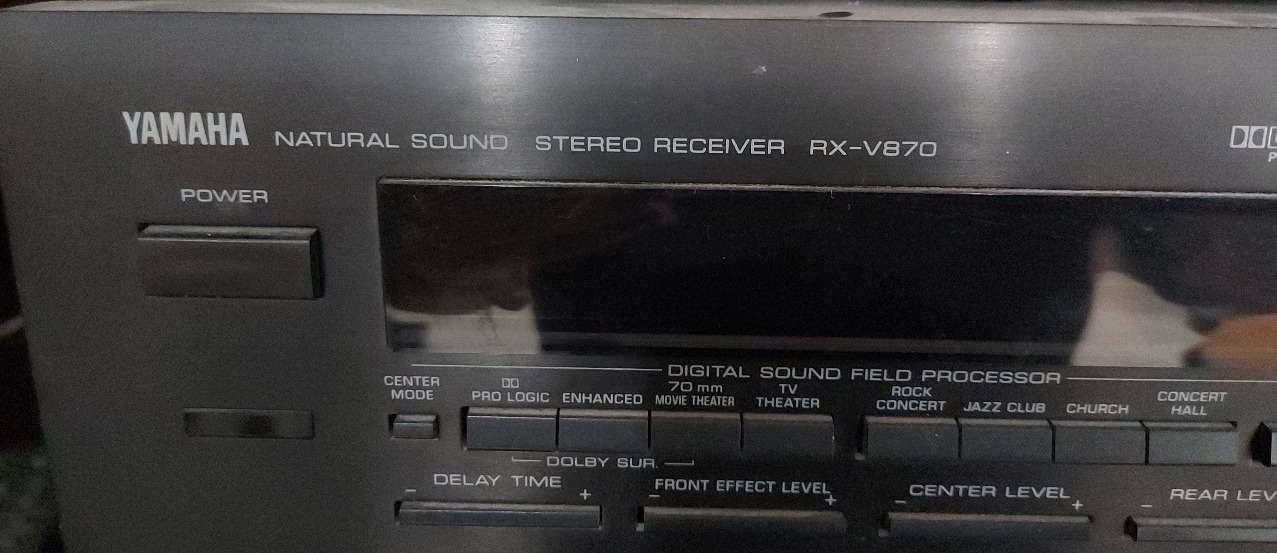 YAMAHA NATURAL SOUND STEREO RECEIVER RX-V870
POWER
DIGITAL SOUND FIELD PROCESSOR
CENTER
MODE
PRO LOGIC
ENHANCED
70 mm
MOVIE THEATER
TV
THEATER
ROCK
CONCERT
JAZZ CLUB
CHURCH
CONCERT
HALL
DOLBY SUR.
- DELAY TIME +
- FRONT EFFECT LEVEL +
- CENTER LEVEL +
- REAR LEV